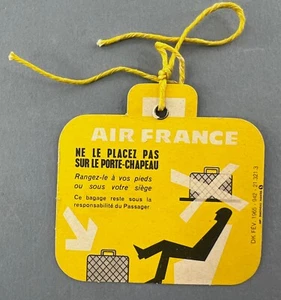 AIR FRANCE
NE LE PLACEZ PAS
SUR LE PORTE-CHAPEAU
Rangez-le à vos pieds
ou sous votre siège
Ce bagage reste sous la
responsabilité du Passager.